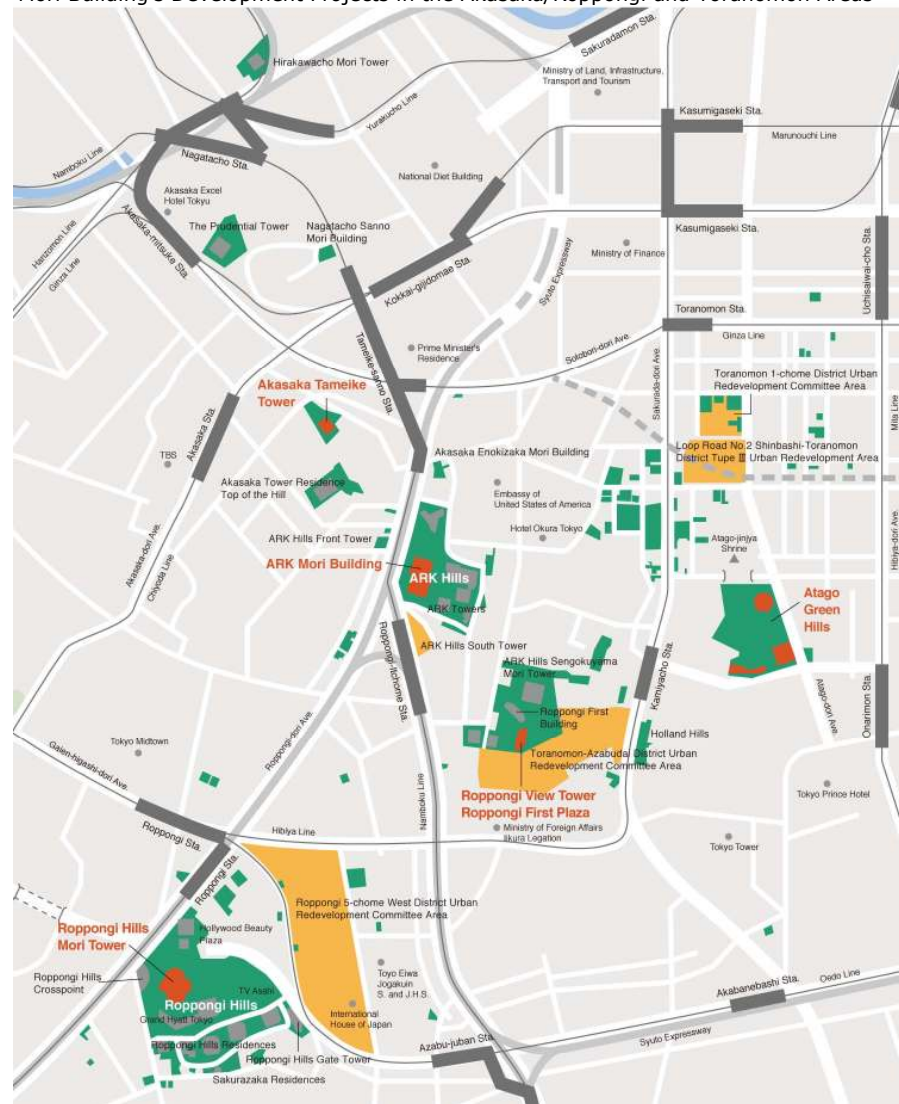 Mori Building's Development Projects in the Akasaka, Roppongi and Toranomon Areas
Sakuradamon Sta.
Hirakawacho Mori Tower
Ministry of Land, Infrastructure,
Transport and Tourism
Yurakucho Line
Kasumigaseki Sta.
Marunouchi Line
Namboku Line
Nagatacho Sta.
National Diet Building
Akasaka Excel
Hotel Tokyu
Akasaka-mitsuke Sta.
The Prudential Tower
Nagatacho Sanno
Mori Building
Hanzomon Line
Ginza Line
Kokkai-gijidomae Sta.
Syuto Expressway
Ministry of Finance
Kasumigaseki Sta.
Uchisaiwai-cho Sta.
Toranomon Sta.
Ginza Line
Tameike-sanno Sta.
Prime Minister's
Residence
Sotobori-dori Ave.
Sakurada-dori Ave.
Toranomon 1-chome District Urban
Redevelopment Committee Area
Mita Line
Akasaka Tameike
Tower
Akasaka Sta.
TBS
Loop Road No.2 Shinbashi-Toranomon
District Tupe III Urban Redevelopment Area
Akasaka Enokizaka Mori Building
Akasaka Tower Residence
Top of the Hill
Embassy of
United States of America
Hotel Okura Tokyo
Hibiya-dori Ave.
Akasaka-dori Ave.
Chiyoda Line
ARK Hills Front Tower
ARK Mori Building
ARK Hills
ARK Towers
Atago-jinjya
Shrine
Atago
Green
Hills
Roppongi-itchome Sta.
ARK Hills South Tower
ARK Hills Sengokuyama
Mori Tower
Kamiyacho Sta.
Atago-dori Ave.
Onarimon Sta.
Roppongi First
Building
Holland Hills
Roppongi-dori Ave.
Tokyo Midtown
Gaien-higashi-dori Ave.
Toranomon-Azabudai District Urban
Redevelopment Committee Area
Roppongi View Tower
Roppongi First Plaza
Namboku Line
Tokyo Prince Hotel
Roppongi Sta.
Hibiya Line
Ministry of Foreign Affairs
Iikura Legation
Tokyo Tower
Roppongi Sta.
Roppongi 5-chome West District Urban
Redevelopment Committee Area
Roppongi Hills
Mori Tower
Hollywood Beauty
Plaza
Roppongi Hills
Crosspoint
TV Asahi
Roppongi Hills
Grand Hyatt Tokyo
Toyo Eiwa
Jogakuin
S. and J.H.S.
International
House of Japan
Akabanebashi Sta.
Oedo Line
Roppongi Hills Residences
Roppongi Hills Gate Tower
Sakurazaka Residences
Azabu-juban Sta.
Syuto Expressway